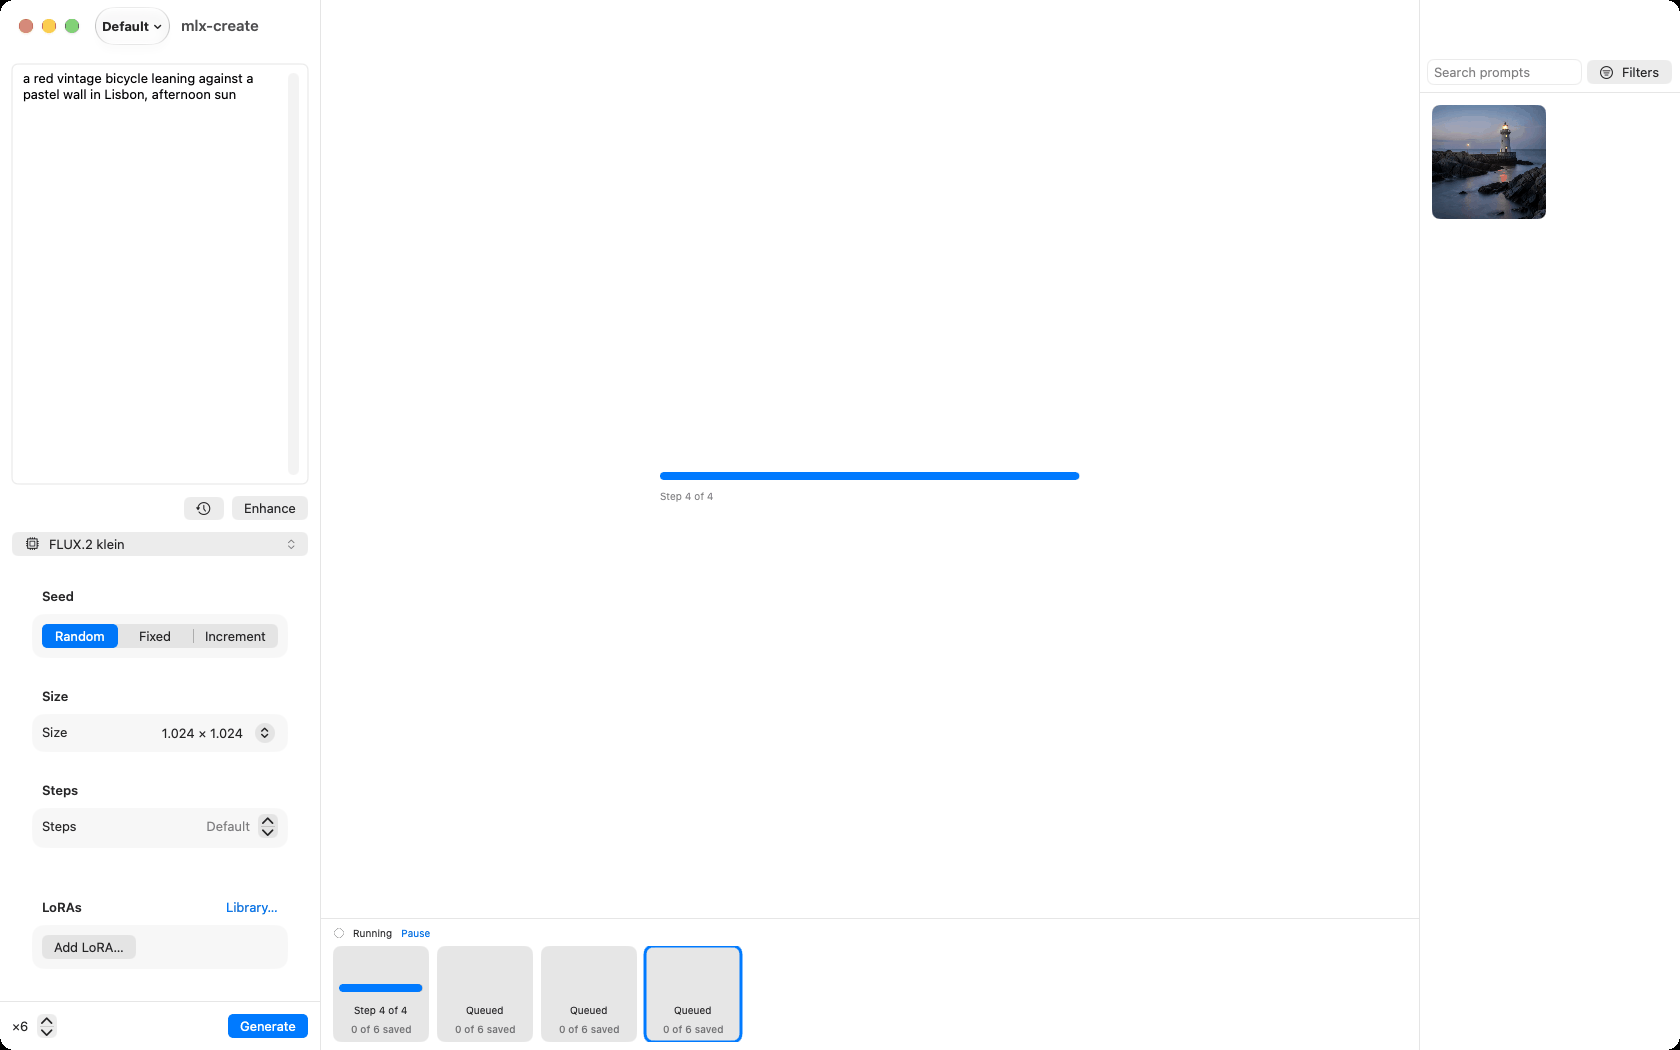 Default
mlx-create
a red vintage bicycle leaning against a
pastel wall in Lisbon, afternoon sun
Enhance
FLUX.2 klein
Seed
Random Fixed Increment
Size
Size 1.024 × 1.024
Steps
Steps Default
LoRAs Library...
Add LoRA...
×6 Generate
Step 4 of 4
Running Pause
Step 4 of 4
0 of 6 saved
Queued
0 of 6 saved
Queued
0 of 6 saved
Queued
0 of 6 saved
Search prompts
Filters